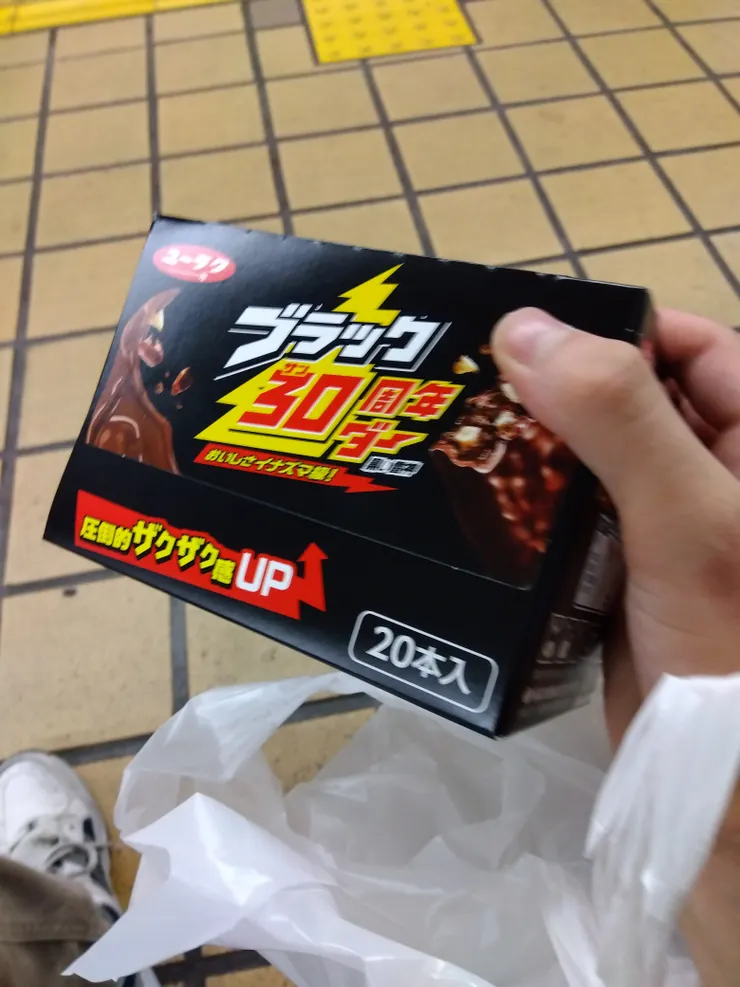 ユーラク
ブラック
サン
30周年
ダー
おいしさイナズマ級!
圧倒的ザクザク感UP
20本入